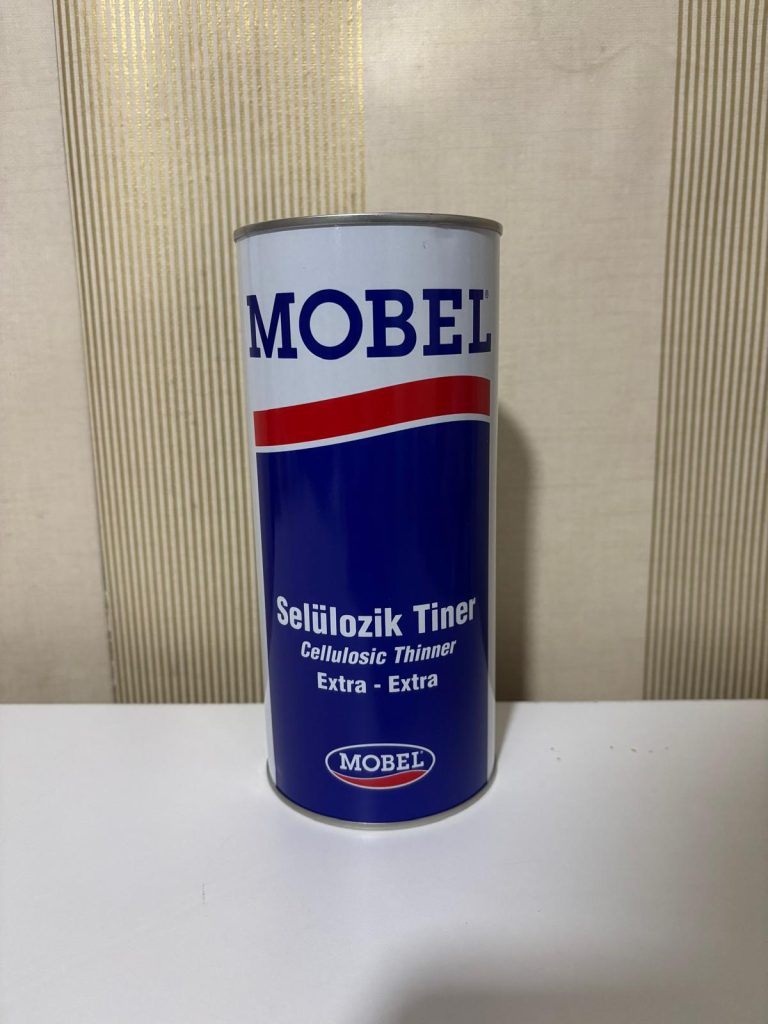 MOBEL
Selülozik Tiner
Cellulosic Thinner
Extra - Extra
MOBEL